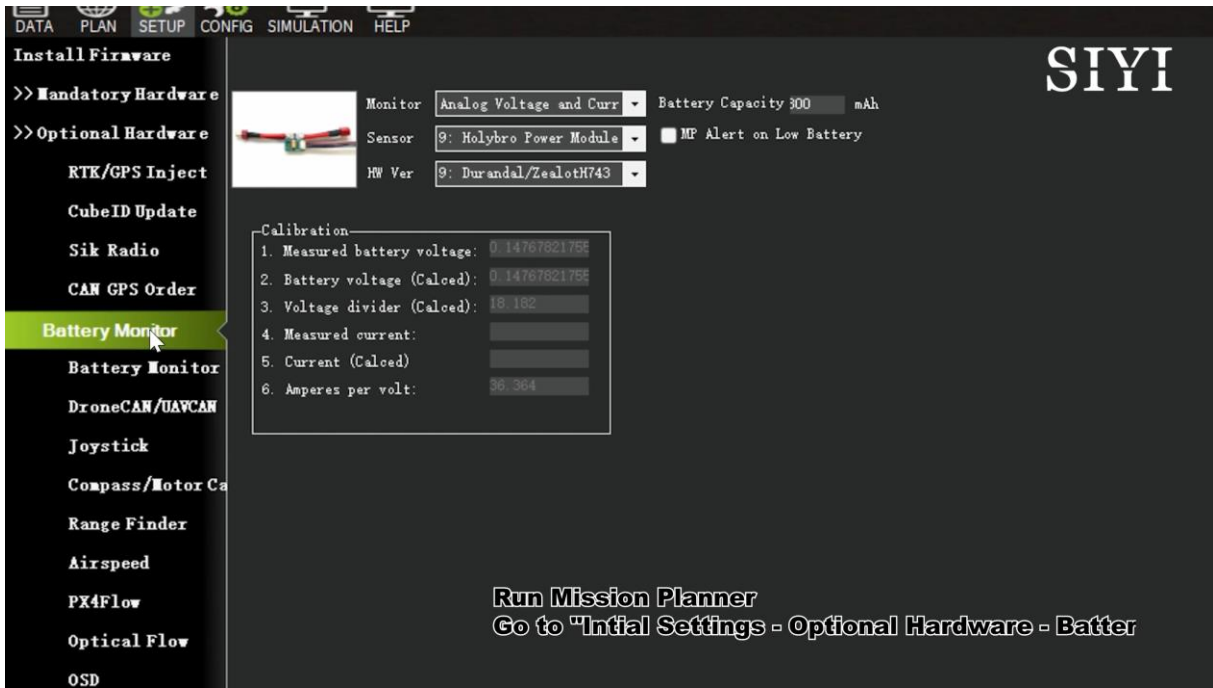 DATA PLAN SETUP CONFIG SIMULATION HELP
SIYI
Install Firmware
>> Mandatory Hardware
>> Optional Hardware
RTK/GPS Inject
CubeID Update
Sik Radio
CAN GPS Order
Battery Monitor
Battery Monitor
DroneCAN/UAVCAN
Joystick
Compass/Motor Ca
Range Finder
Airspeed
PX4Flow
Optical Flow
OSD
Monitor Analog Voltage and Curr
Battery Capacity 300 mAh
Sensor 9: Holybro Power Module
MP Alert on Low Battery
HW Ver 9: Durandal/ZealotH743
Calibration
1. Measured battery voltage: 0.14767821755
2. Battery voltage (Calced): 0.14767821755
3. Voltage divider (Calced): 18.182
4. Measured current:
5. Current (Calced)
6. Amperes per volt: 36.364
Run Mission Planner
Go to "Intial Settings - Optional Hardware - Batter